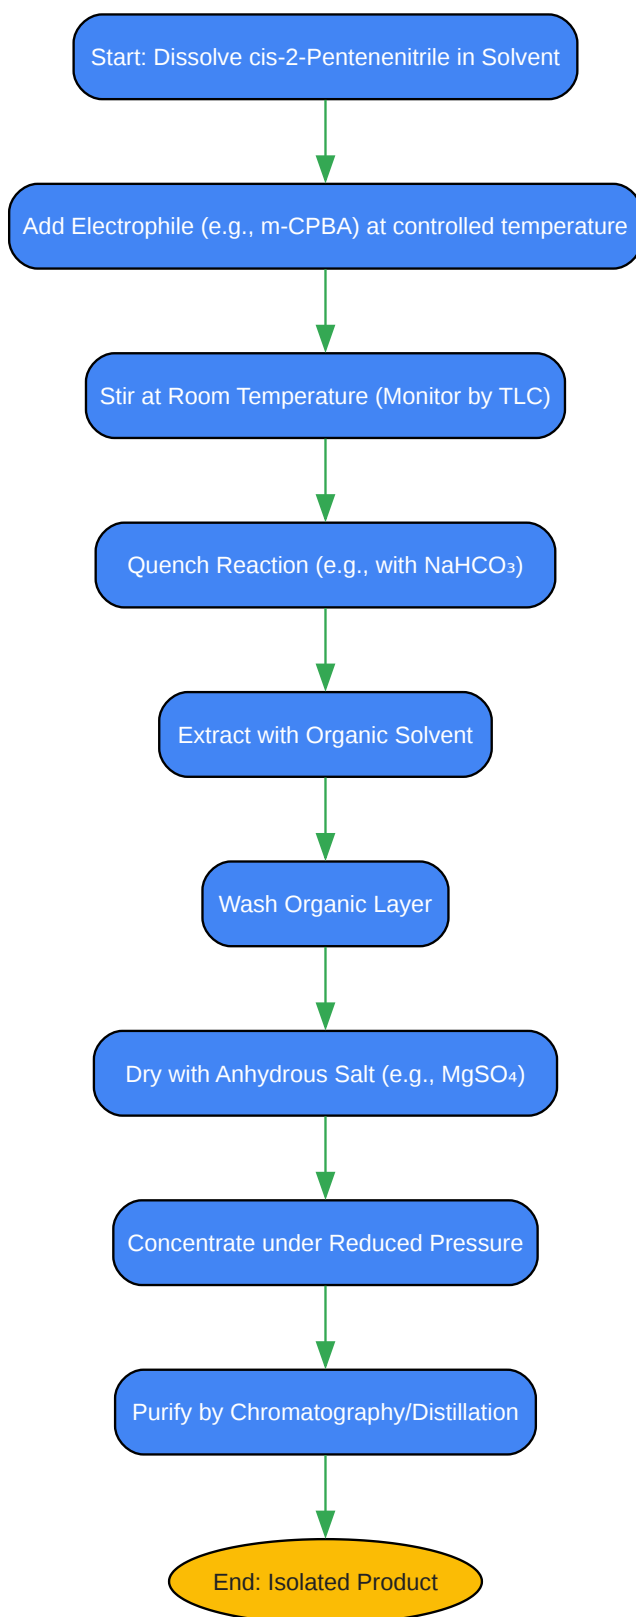 Start: Dissolve cis-2-Pentenenitrile in Solvent
Add Electrophile (e.g., m-CPBA) at controlled temperature
Stir at Room Temperature (Monitor by TLC)
Quench Reaction (e.g., with NaHCO₃)
Extract with Organic Solvent
Wash Organic Layer
Dry with Anhydrous Salt (e.g., MgSO₄)
Concentrate under Reduced Pressure
Purify by Chromatography/Distillation
End: Isolated Product